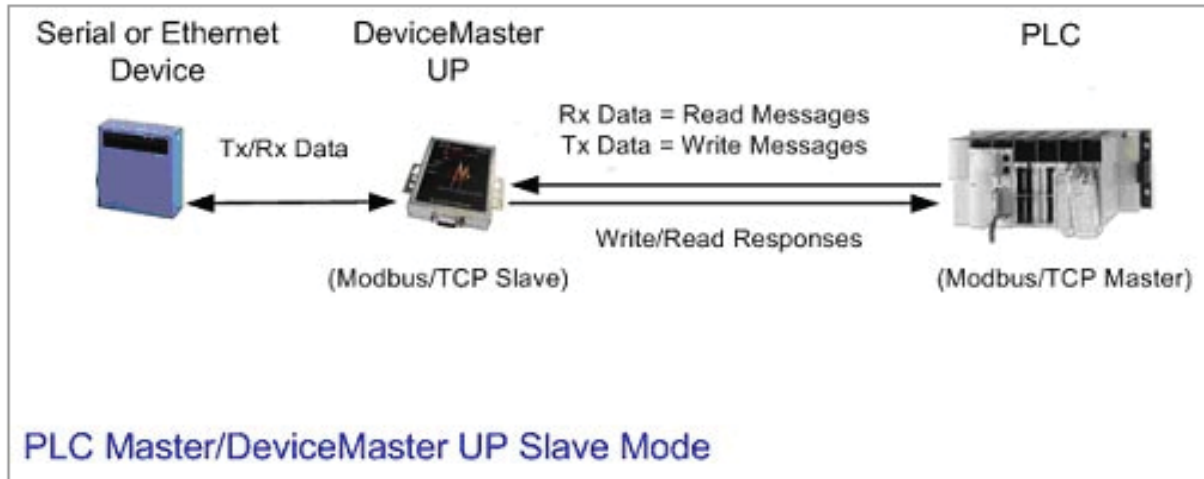 Serial or Ethernet
Device
DeviceMaster
UP
PLC
Tx/Rx Data
Rx Data = Read Messages
Tx Data = Write Messages
Write/Read Responses
(Modbus/TCP Slave)
(Modbus/TCP Master)
PLC Master/DeviceMaster UP Slave Mode